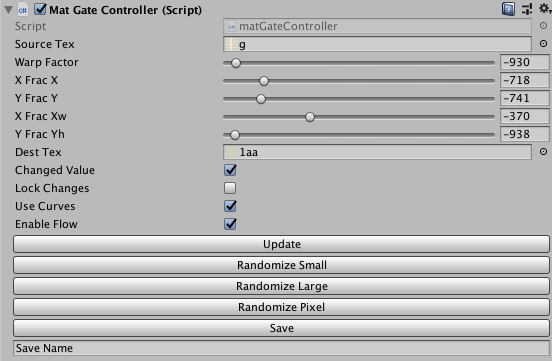 Mat Gate Controller (Script)
Script matGateController
Source Tex g
Warp Factor -930
X Frac X -718
Y Frac Y -741
X Frac Xw -370
Y Frac Yh -938
Dest Tex 1aa
Changed Value
Lock Changes
Use Curves
Enable Flow
Update
Randomize Small
Randomize Large
Randomize Pixel
Save
Save Name